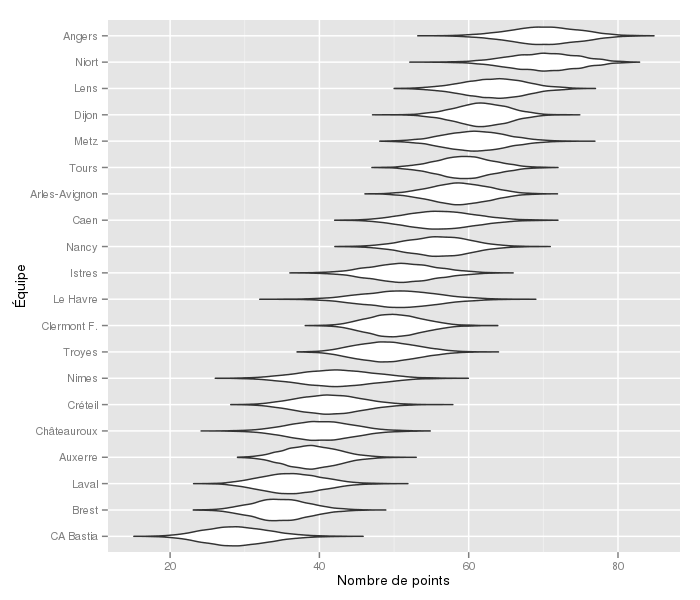 Angers
Niort
Lens
Dijon
Metz
Tours
Arles-Avignon
Caen
Nancy
Istres
Le Havre
Clermont F.
Troyes
Nimes
Créteil
Châteauroux
Auxerre
Laval
Brest
CA Bastia
Équipe
20 40 60 80
Nombre de points